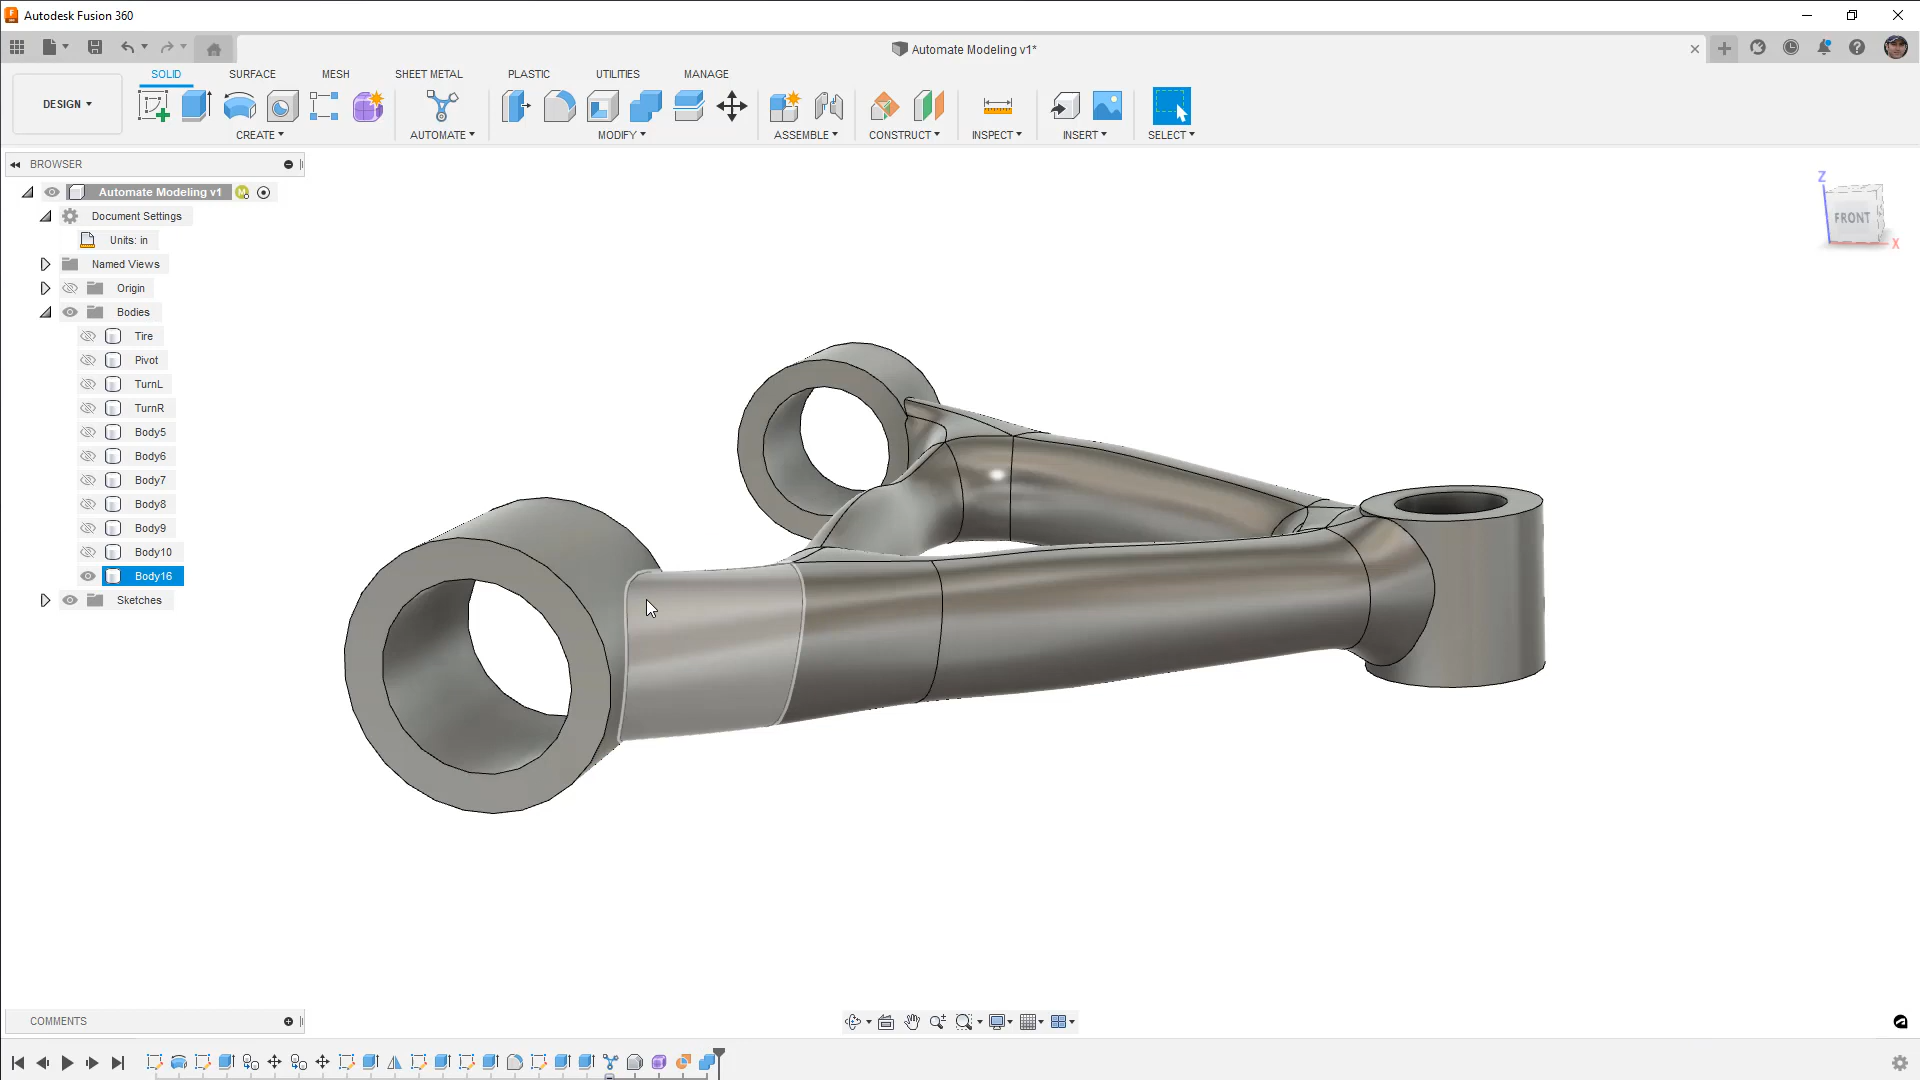 Autodesk Fusion 360
Automate Modeling v1*
SOLID SURFACE MESH SHEET METAL PLASTIC UTILITIES MANAGE
DESIGN
CREATE AUTOMATE MODIFY ASSEMBLE CONSTRUCT INSPECT INSERT SELECT
BROWSER
Automate Modeling v1
Document Settings
Units: in
Named Views
Origin
Bodies
Tire
Pivot
TurnL
TurnR
Body5
Body6
Body7
Body8
Body9
Body10
Body16
Sketches
Z
FRONT
X
COMMENTS